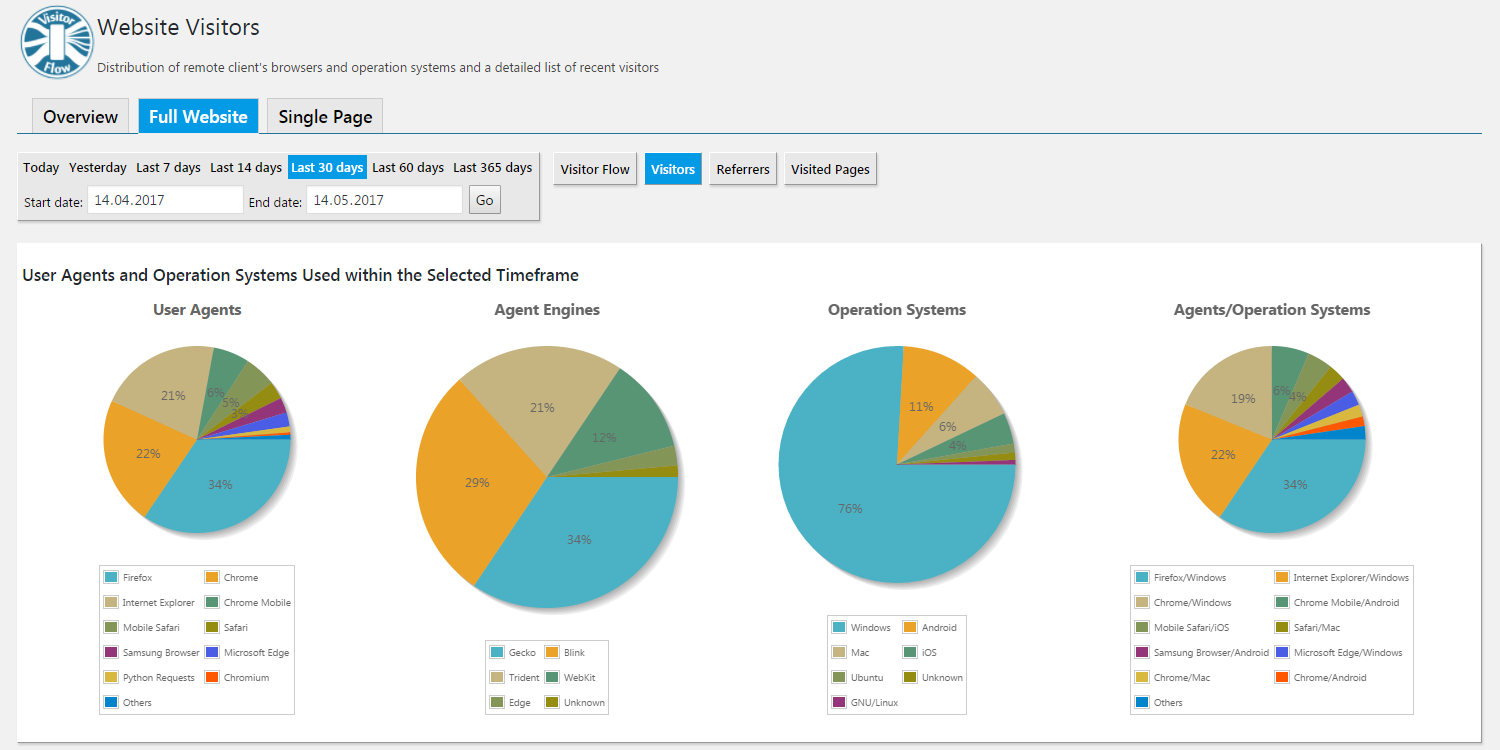 Visitor
Flow
Website Visitors
Distribution of remote client's browsers and operation systems and a detailed list of recent visitors
Overview Full Website Single Page
Today Yesterday Last 7 days Last 14 days Last 30 days Last 60 days Last 365 days
Start date: 14.04.2017 End date: 14.05.2017 Go
Visitor Flow Visitors Referrers Visited Pages
User Agents and Operation Systems Used within the Selected Timeframe
User Agents
21%
6%
5%
3%
22%
34%
Firefox Chrome
Internet Explorer Chrome Mobile
Mobile Safari Safari
Samsung Browser Microsoft Edge
Python Requests Chromium
Others
Agent Engines
21%
12%
29%
34%
Gecko Blink
Trident WebKit
Edge Unknown
Operation Systems
11%
6%
4%
76%
Windows Android
Mac iOS
Ubuntu Unknown
GNU/Linux
Agents/Operation Systems
19%
6%
4%
22%
34%
Firefox/Windows Internet Explorer/Windows
Chrome/Windows Chrome Mobile/Android
Mobile Safari/iOS Safari/Mac
Samsung Browser/Android Microsoft Edge/Windows
Chrome/Mac Chrome/Android
Others